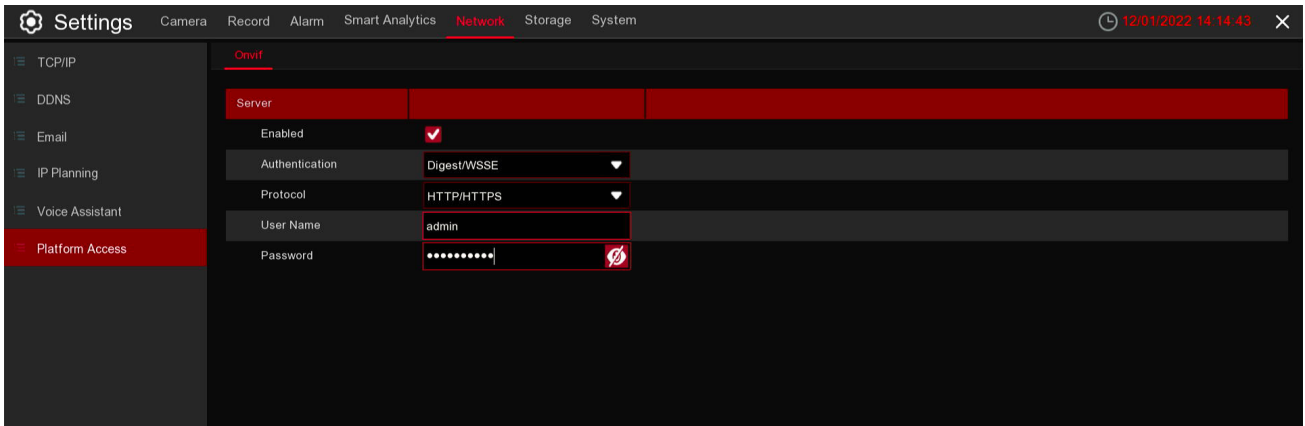 Settings Camera Record Alarm Smart Analytics Network Storage System 12/01/2022 14:14:43
TCP/IP
DDNS
Email
IP Planning
Voice Assistant
Platform Access
Onvif
Server
Enabled
Authentication Digest/WSSE
Protocol HTTP/HTTPS
User Name admin
Password ••••••••••